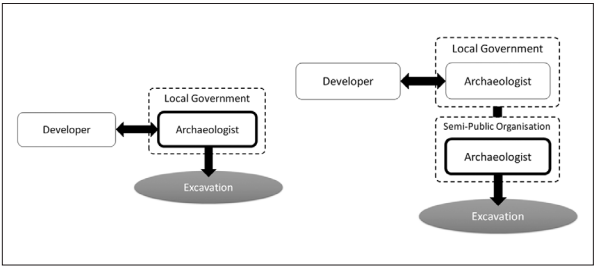 Local Government
Developer
Archaeologist
Excavation
Local Government
Developer
Archaeologist
Semi-Public Organisation
Archaeologist
Excavation